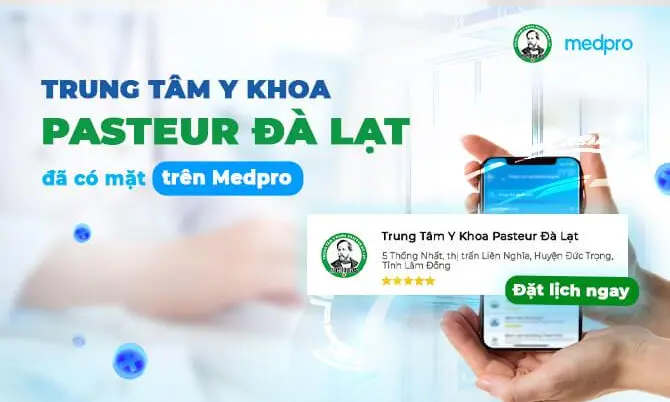 medpro
TRUNG TÂM Y KHOA
PASTEUR ĐÀ LẠT
đã có mặt trên Medpro
Trung Tâm Y Khoa Pasteur Đà Lạt
5 Thống Nhất, thị trấn Liên Nghĩa, Huyện Đức Trọng,
Tỉnh Lâm Đồng
Đặt lịch ngay